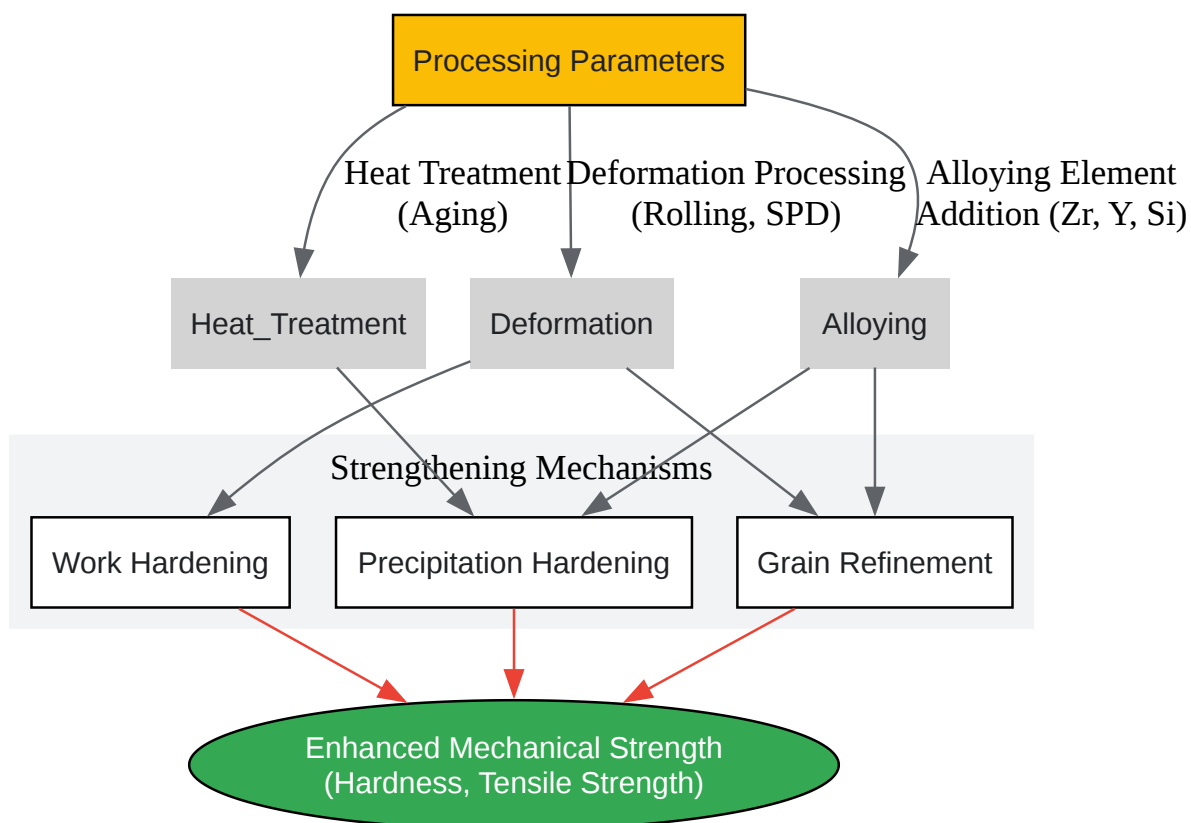 Processing Parameters
Heat Treatment
(Aging)
Deformation Processing
(Rolling, SPD)
Alloying Element
Addition (Zr, Y, Si)
Heat_Treatment
Deformation
Alloying
Strengthening Mechanisms
Work Hardening
Precipitation Hardening
Grain Refinement
Enhanced Mechanical Strength
(Hardness, Tensile Strength)